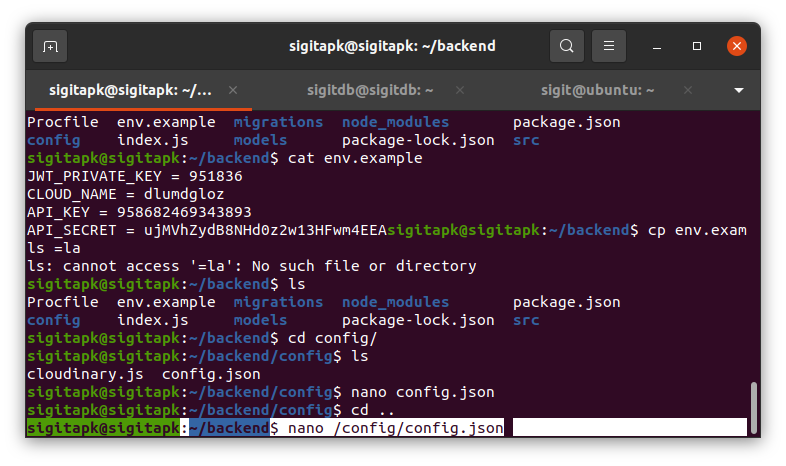 sigitapk@sigitapk: ~/backend
sigitapk@sigitapk: ~/... sigitdb@sigitdb: ~ sigit@ubuntu: ~
Procfile env.example migrations node_modules package.json
config index.js models package-lock.json src
sigitapk@sigitapk:~/backend$ cat env.example
JWT_PRIVATE_KEY = 951836
CLOUD_NAME = dlumdgloz
API_KEY = 958682469343893
API_SECRET = ujMVhZydB8NHd0z2w13HFwm4EEAsigitapk@sigitapk:~/backend$ cp env.exam
ls =la
ls: cannot access '=la': No such file or directory
sigitapk@sigitapk:~/backend$ ls
Procfile env.example migrations node_modules package.json
config index.js models package-lock.json src
sigitapk@sigitapk:~/backend$ cd config/
sigitapk@sigitapk:~/backend/config$ ls
cloudinary.js config.json
sigitapk@sigitapk:~/backend/config$ nano config.json
sigitapk@sigitapk:~/backend/config$ cd ..
sigitapk@sigitapk:~/backend$ nano /config/config.json